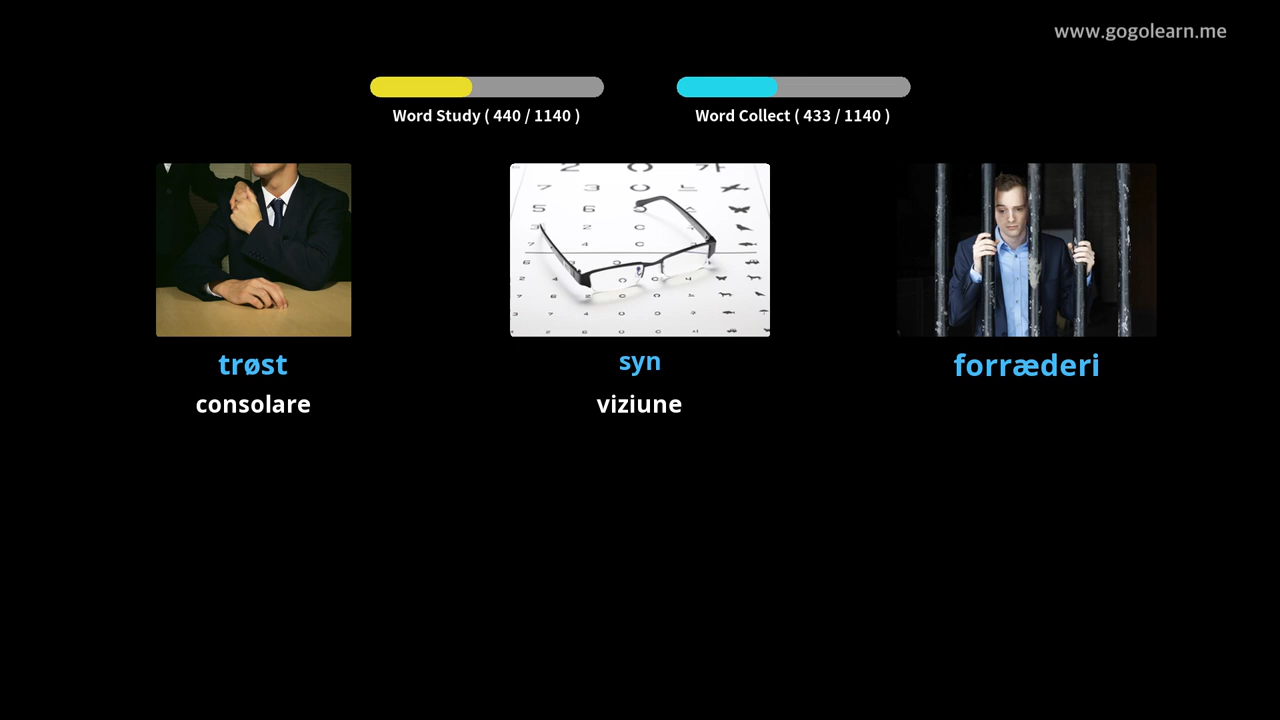 www.gogolearn.me
Word Study ( 440 / 1140 )
Word Collect ( 433 / 1140 )
trøst
consolare
syn
viziune
forræderi